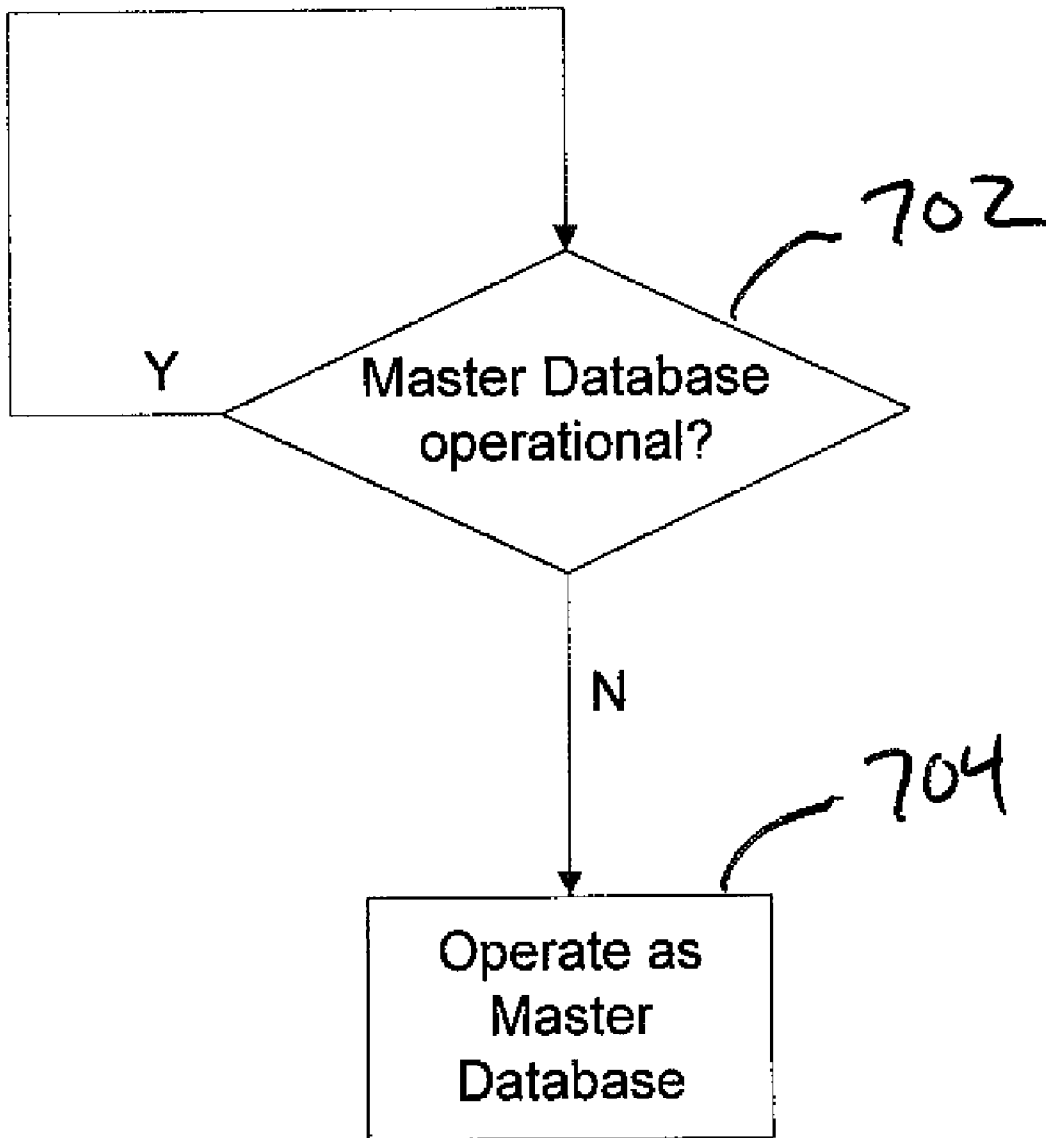 702
Y
Master Database
operational?
N
704
Operate as
Master
Database